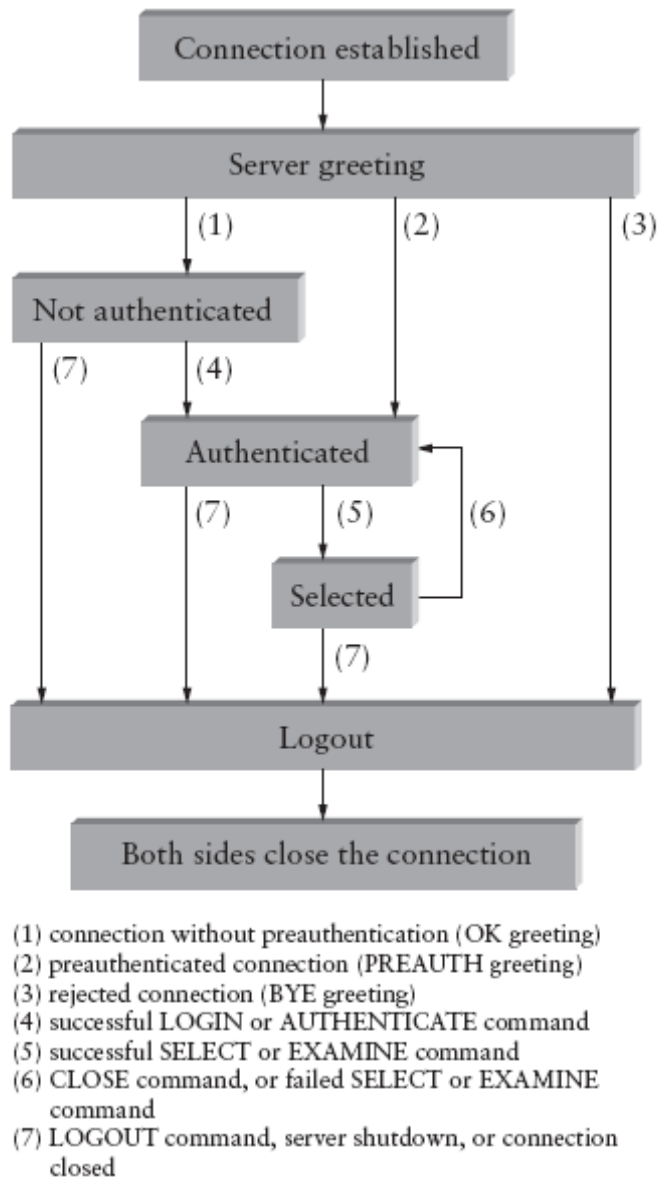 Connection established
Server greeting
(1)
(2)
(3)
Not authenticated
(7)
(4)
Authenticated
(7)
(5)
(6)
Selected
(7)
Logout
Both sides close the connection
(1) connection without preauthentication (OK greeting)
(2) preauthenticated connection (PREAUTH greeting)
(3) rejected connection (BYE greeting)
(4) successful LOGIN or AUTHENTICATE command
(5) successful SELECT or EXAMINE command
(6) CLOSE command, or failed SELECT or EXAMINE
command
(7) LOGOUT command, server shutdown, or connection
closed